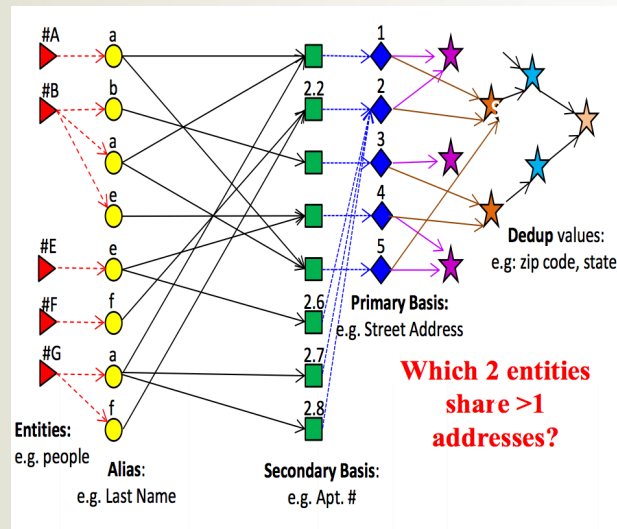 #A
a
1
#B
b
2.2
2
a
3
e
4
#E
e
5
#F
f
2.6
#G
a
2.7
f
2.8
Entities:
e.g. people
Alias:
e.g. Last Name
Secondary Basis:
e.g. Apt. #
Primary Basis:
e.g. Street Address
Dedup values:
e.g: zip code, state
Which 2 entities
share >1
addresses?